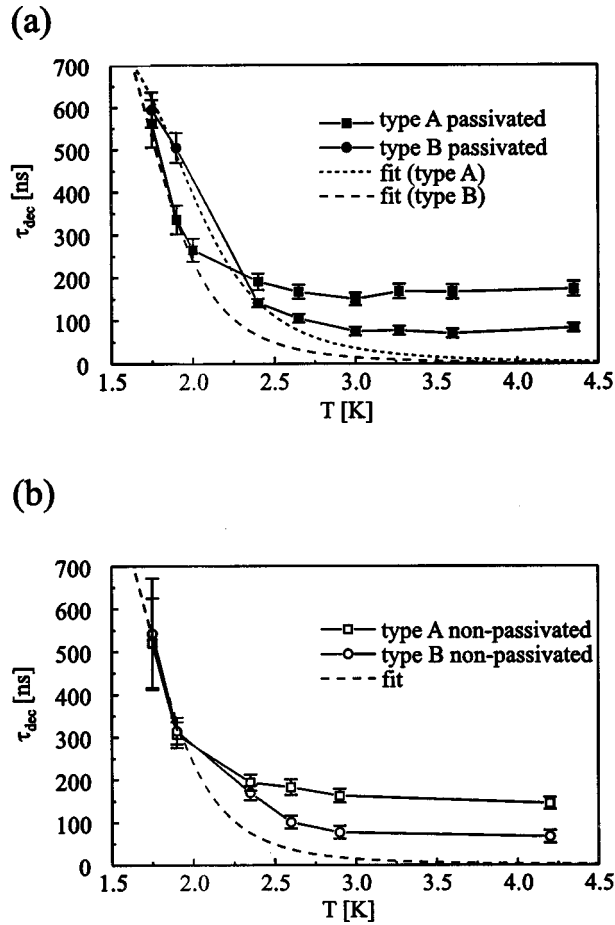 (a)
700
600
500
400
300
200
100
0
τdec [ns]
type A passivated
type B passivated
fit (type A)
fit (type B)
1.5 2.0 2.5 3.0 3.5 4.0 4.5
T [K]
(b)
700
600
500
400
300
200
100
0
τdec [ns]
type A non-passivated
type B non-passivated
fit
1.5 2.0 2.5 3.0 3.5 4.0 4.5
T [K]